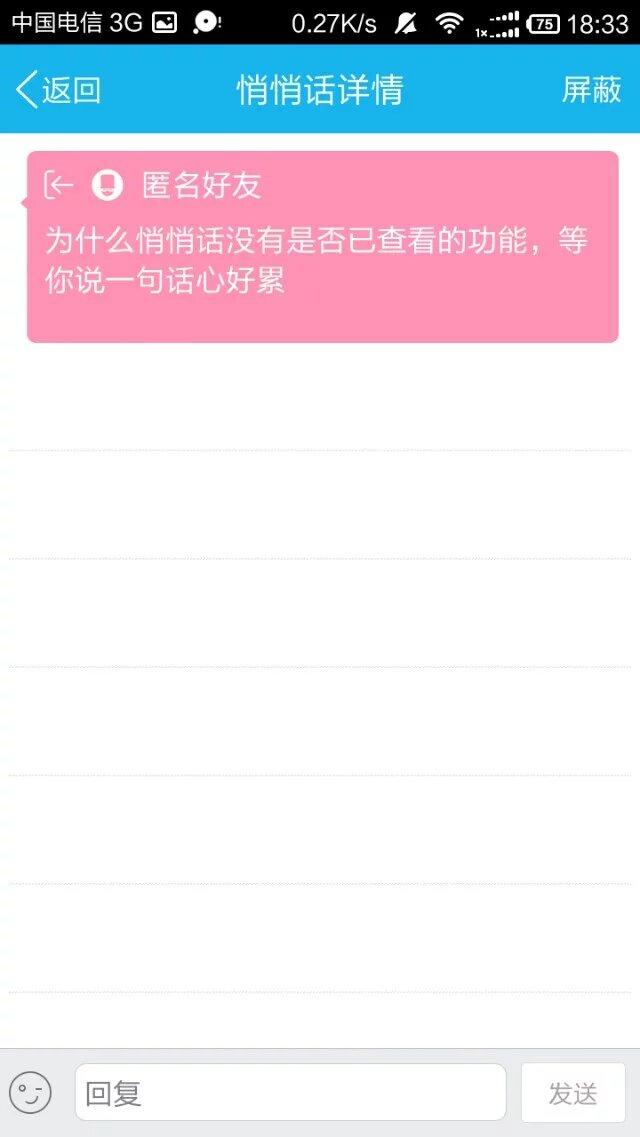 中国电信 3G 0.27K/s 1x 75 18:33
返回 悄悄话详情 屏蔽
匿名好友
为什么悄悄话没有是否已查看的功能，等
你说一句话心好累
回复 发送